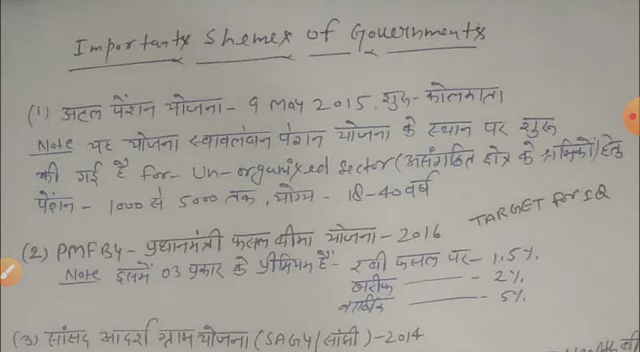 Importants Shemes of Governments
(1) अटल पेंशन योजना - 9 May 2015, शुरू - कोलकाता
Note यह योजना स्वावलंबन पेंशन योजना के स्थान पर शुरू
की गई है for - Un-organized sector (असंगठित क्षेत्र के श्रमिकों) हेतु
पेंशन - 1000 से 5000 तक, योग्य - 18-40 वर्ष
TARGET for SQ
(2) PMFBY - प्रधानमंत्री फसल बीमा योजना - 2016
Note इसमें 03 प्रकार के प्रीमियम हैं - रबी फसल पर - 1.5%
खरीफ - 2%
वार्षिक - 5%
(3) सांसद आदर्श ग्राम योजना (SAGY/सांझी) - 2014